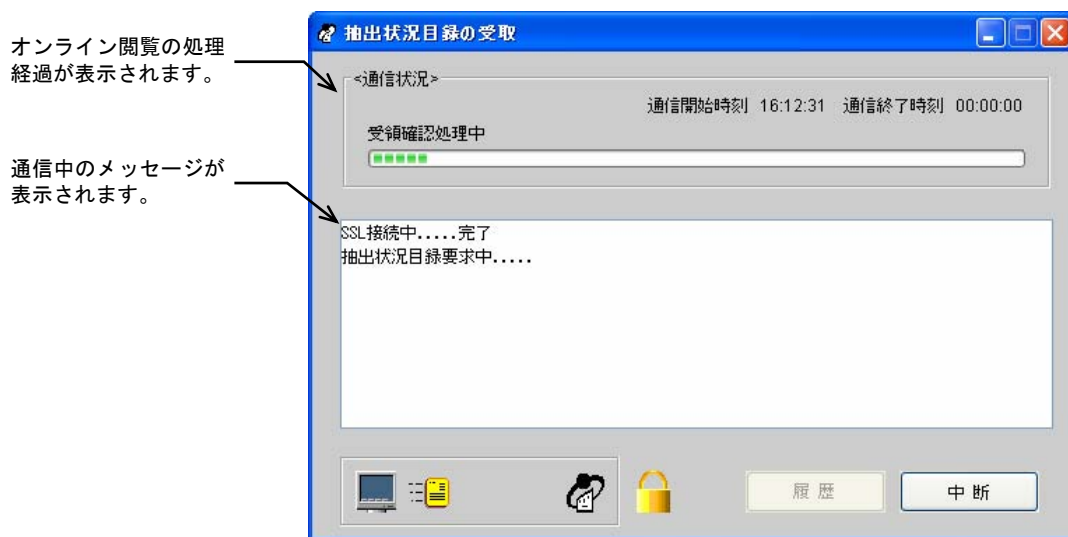 オンライン閲覧の処理
経過が表示されます。
通信中のメッセージが
表示されます。
抽出状況目録の受取
<通信状況>
通信開始時刻 16:12:31 通信終了時刻 00:00:00
受領確認処理中
SSL接続中.....完了
抽出状況目録要求中.....
履歴
中断